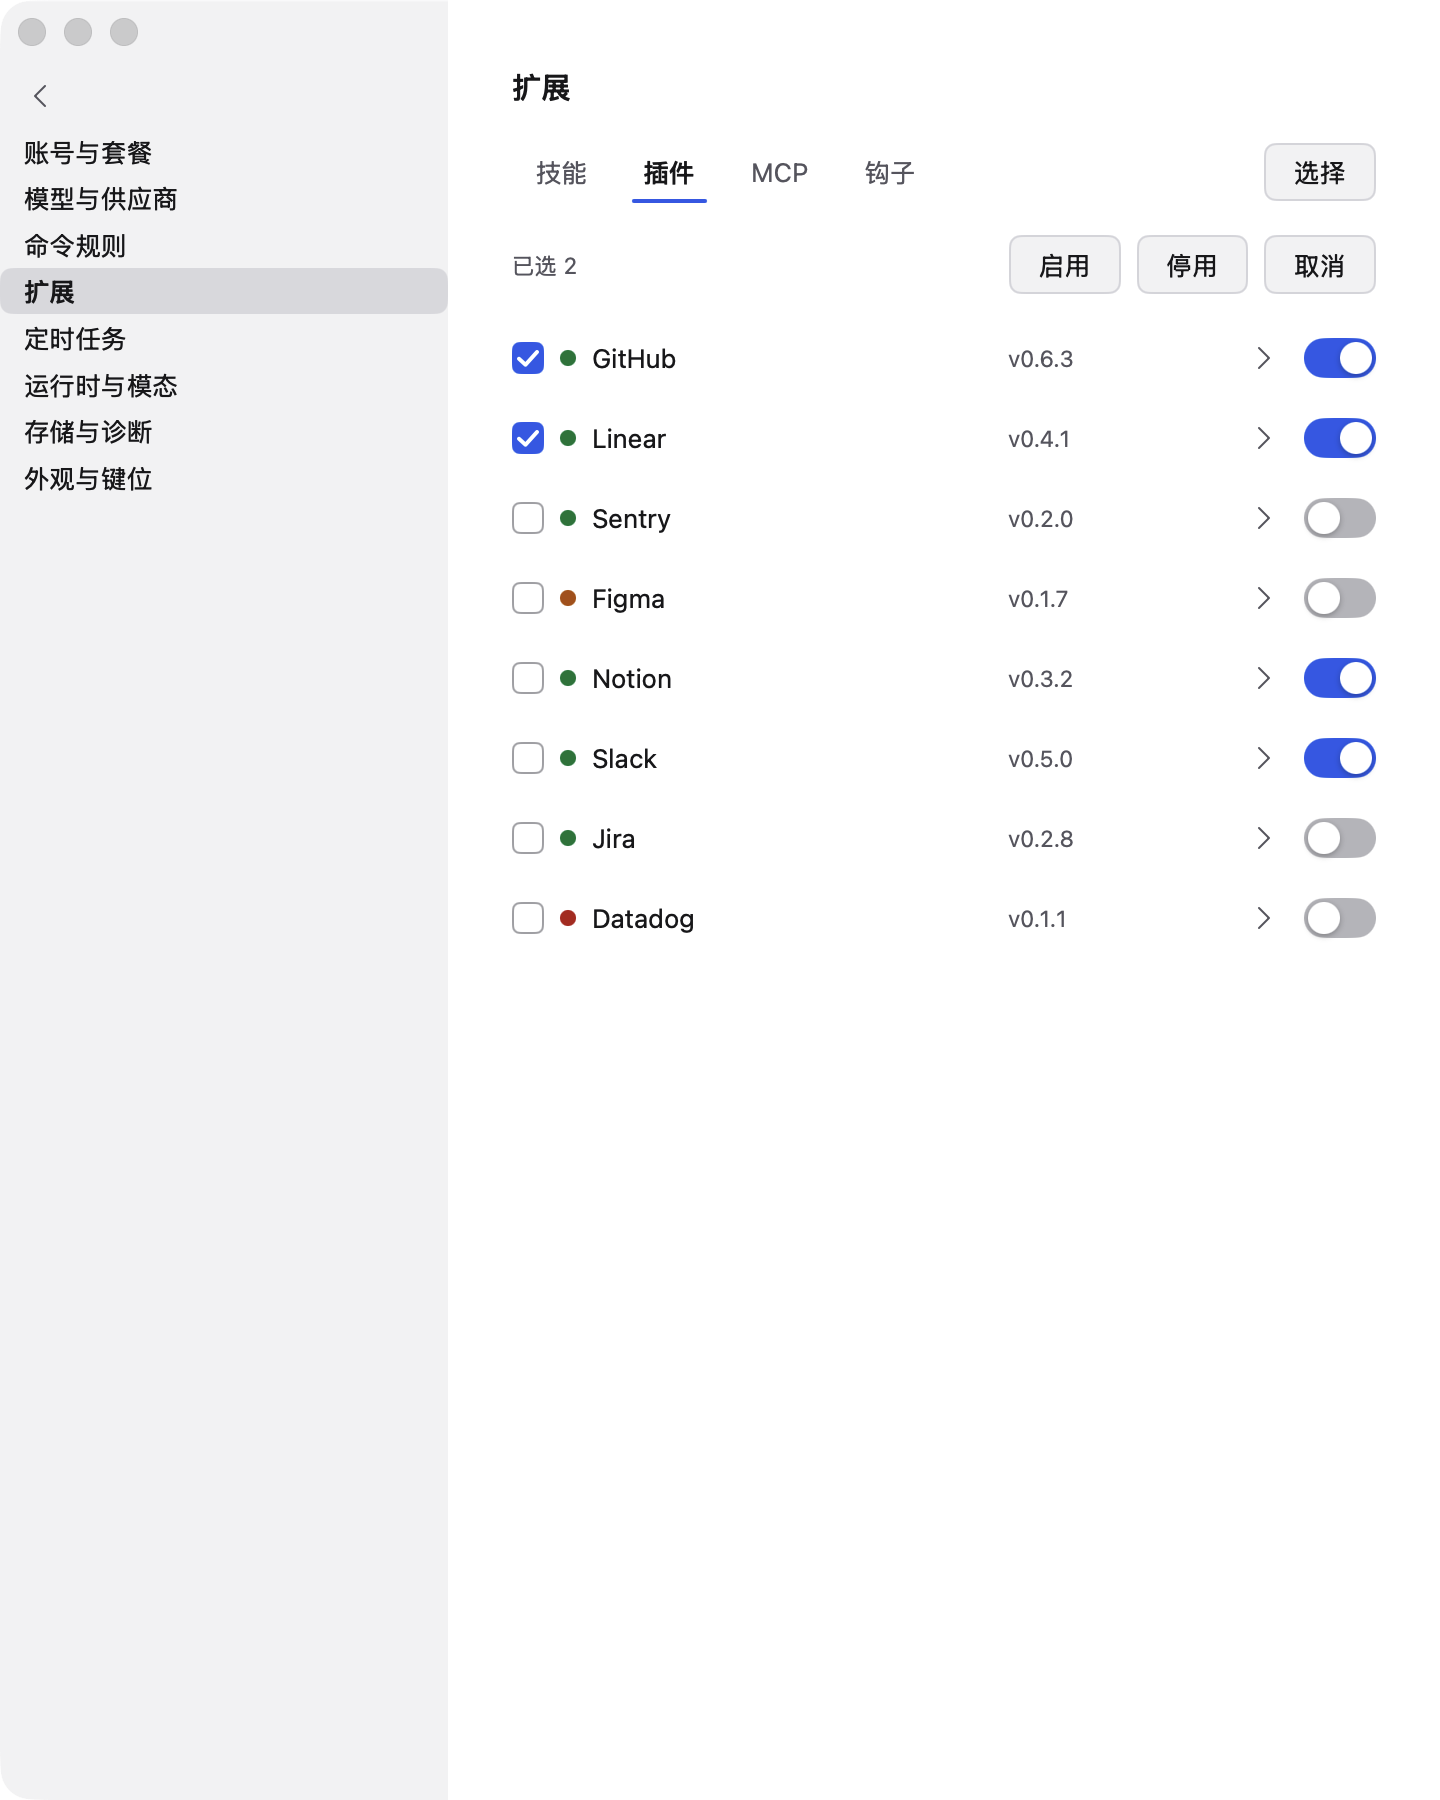 账号与套餐
模型与供应商
命令规则
扩展
定时任务
运行时与模态
存储与诊断
外观与键位
扩展
技能 插件 MCP 钩子 选择
已选 2 启用 停用 取消
GitHub v0.6.3
Linear v0.4.1
Sentry v0.2.0
Figma v0.1.7
Notion v0.3.2
Slack v0.5.0
Jira v0.2.8
Datadog v0.1.1